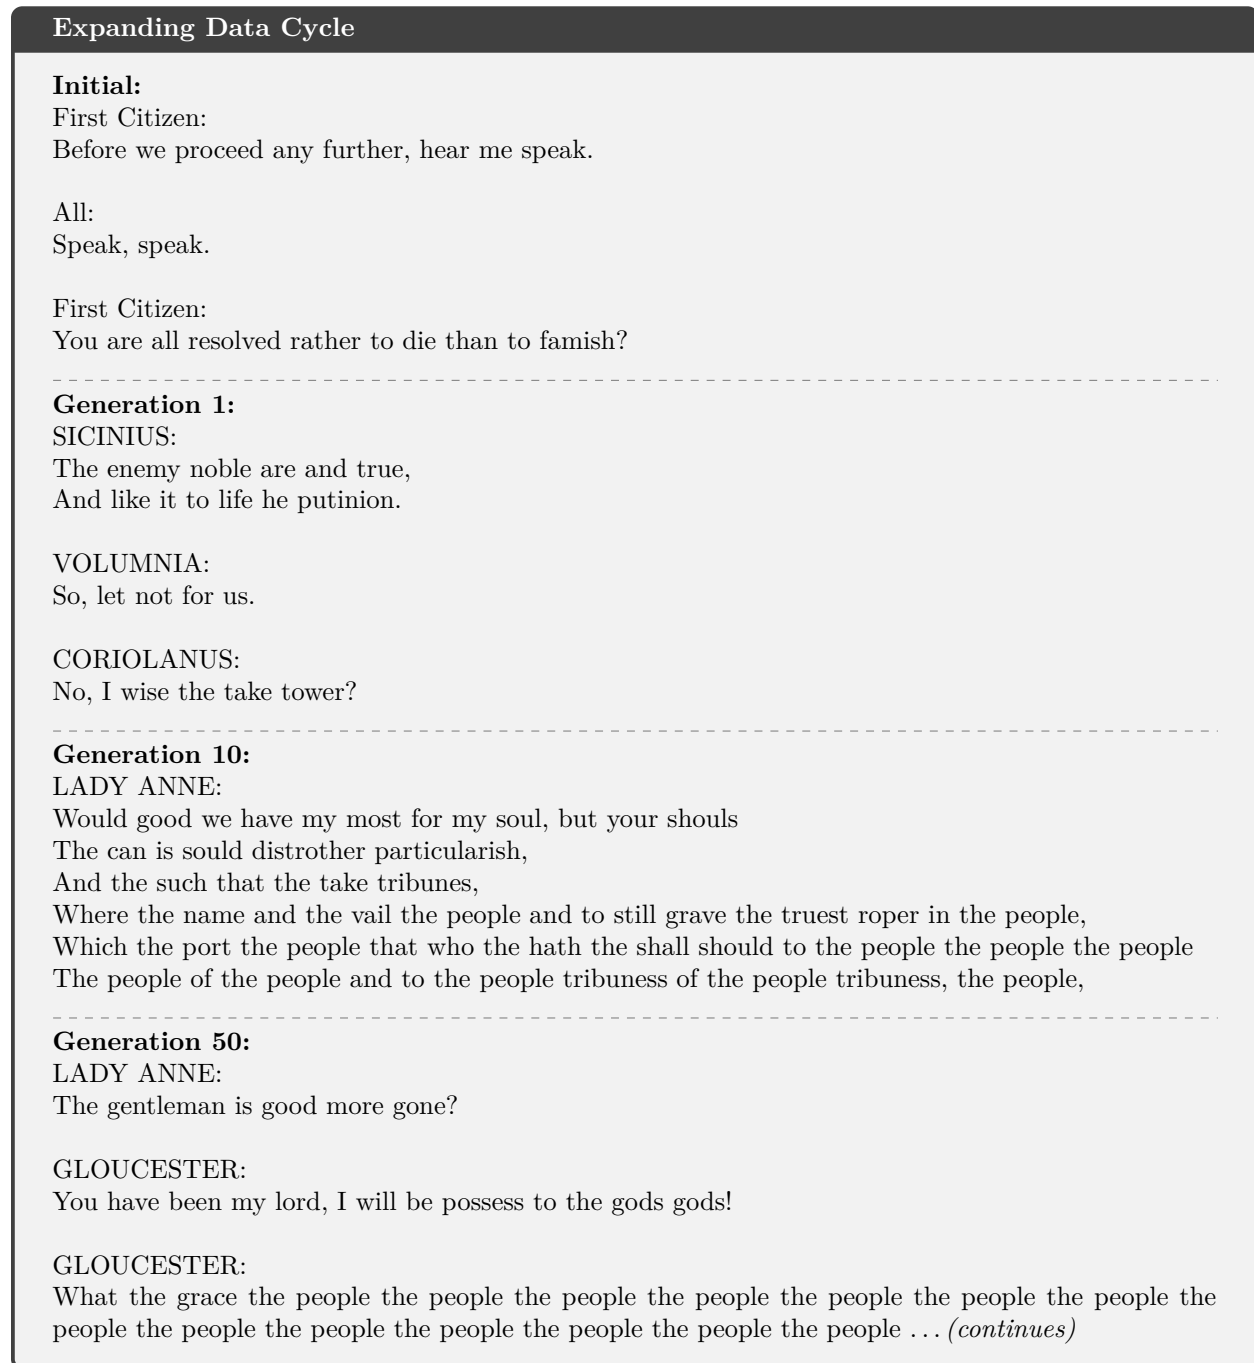 Expanding Data Cycle
Initial:
First Citizen:
Before we proceed any further, hear me speak.
All:
Speak, speak.
First Citizen:
You are all resolved rather to die than to famish?
Generation 1:
SICINIUS:
The enemy noble are and true,
And like it to life he putinion.
VOLUMNIA:
So, let not for us.
CORIOLANUS:
No, I wise the take tower?
Generation 10:
LADY ANNE:
Would good we have my most for my soul, but your shouls
The can is sould distrother particularish,
And the such that the take tribunes,
Where the name and the vail the people and to still grave the truest roper in the people,
Which the port the people that who the hath the shall should to the people the people the people
The people of the people and to the people tribuness of the people tribuness, the people,
Generation 50:
LADY ANNE:
The gentleman is good more gone?
GLOUCESTER:
You have been my lord, I will be possess to the gods gods!
GLOUCESTER:
What the grace the people the people the people the people the people the people the people the
people the people the people the people the people the people the people ... (continues)